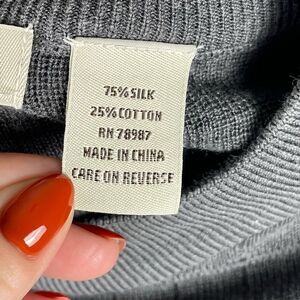 75% SILK
25% COTTON
RN 78987
MADE IN CHINA
CARE ON REVERSE